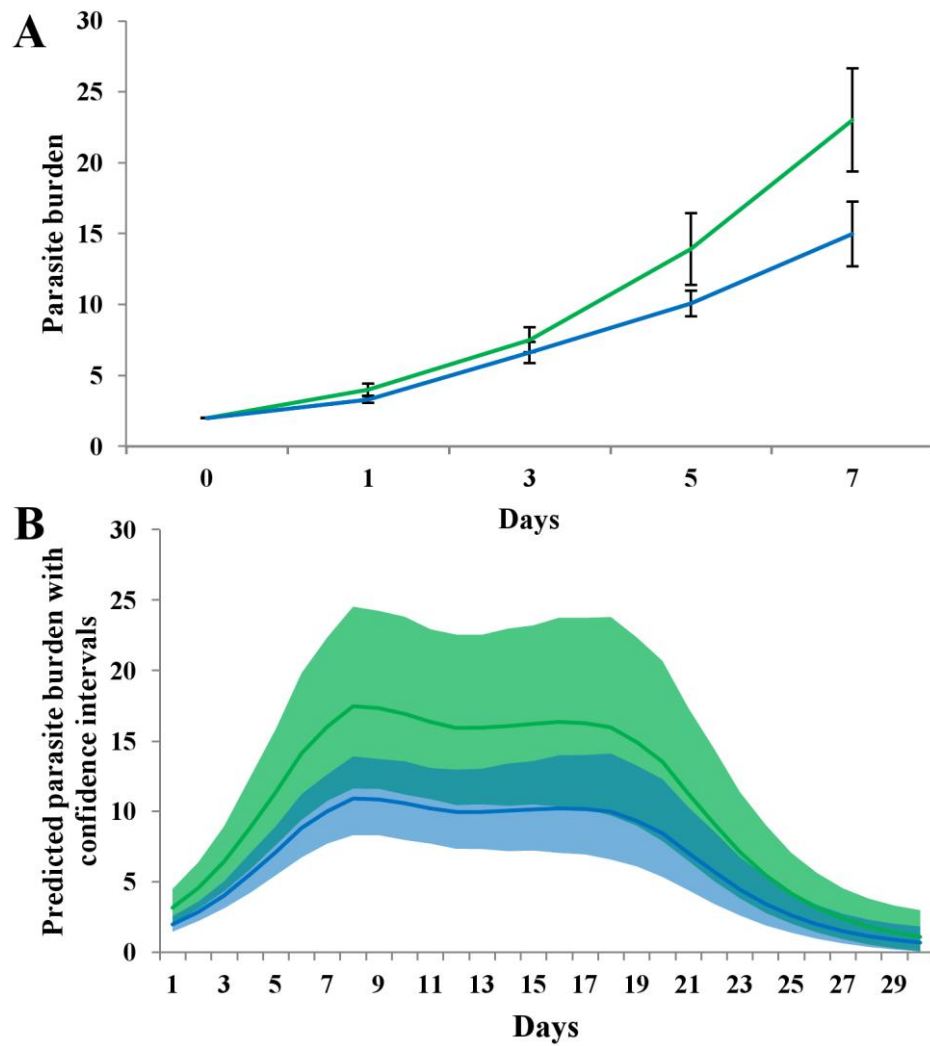 A
30
25
20
15
10
5
0
Parasite burden
0 1 3 5 7
Days
B
30
25
20
15
10
5
0
Predicted parasite burden with
confidence intervals
1 3 5 7 9 11 13 15 17 19 21 23 25 27 29
Days